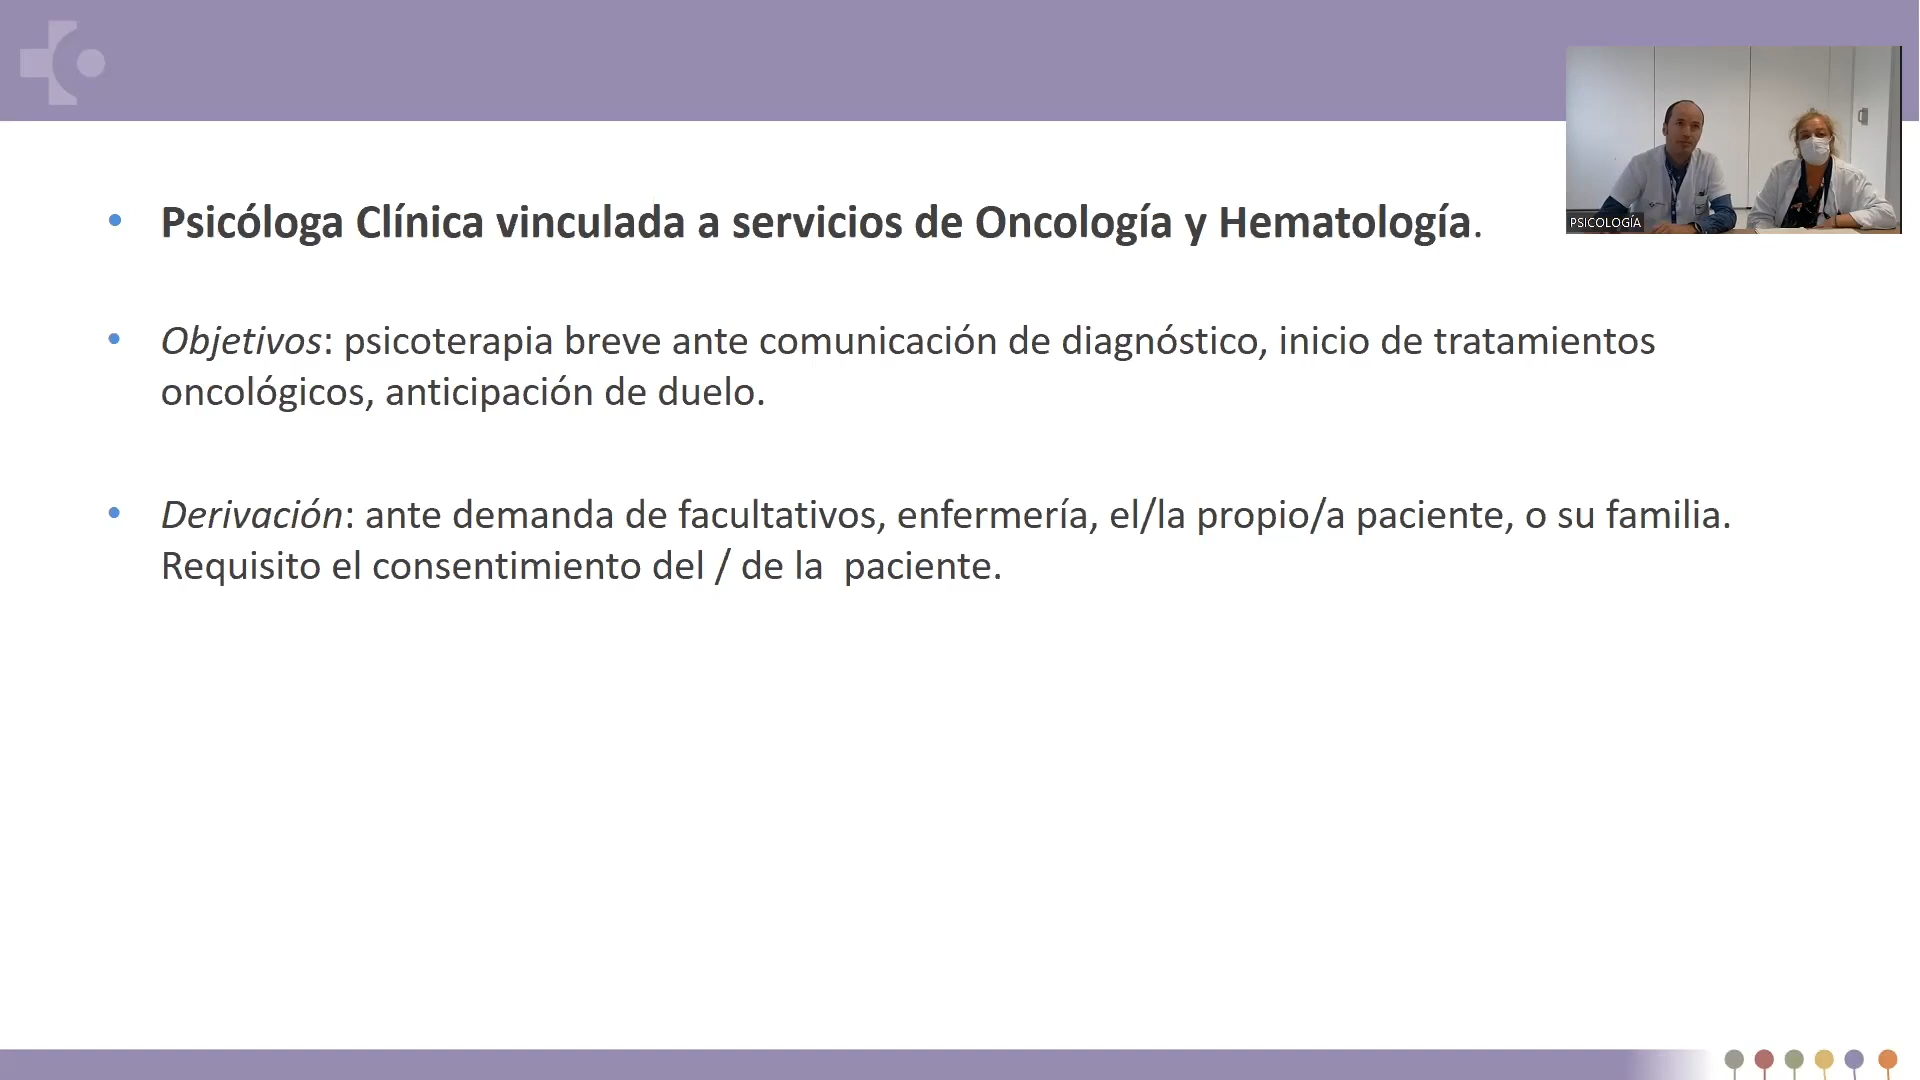 Psicóloga Clínica vinculada a servicios de Oncología y Hematología.
Objetivos: psicoterapia breve ante comunicación de diagnóstico, inicio de tratamientos
oncológicos, anticipación de duelo.
Derivación: ante demanda de facultativos, enfermería, el/la propio/a paciente, o su familia.
Requisito el consentimiento del / de la  paciente.
PSICOLOGÍA